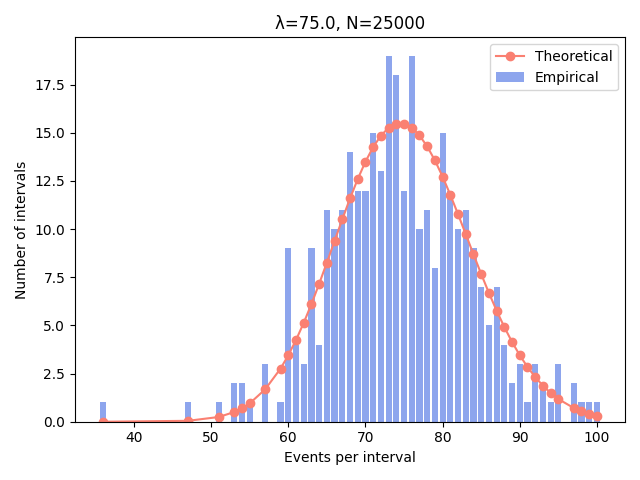 λ=75.0, N=25000
Theoretical
Empirical
Number of intervals
17.5
15.0
12.5
10.0
7.5
5.0
2.5
0.0
40 50 60 70 80 90 100
Events per interval